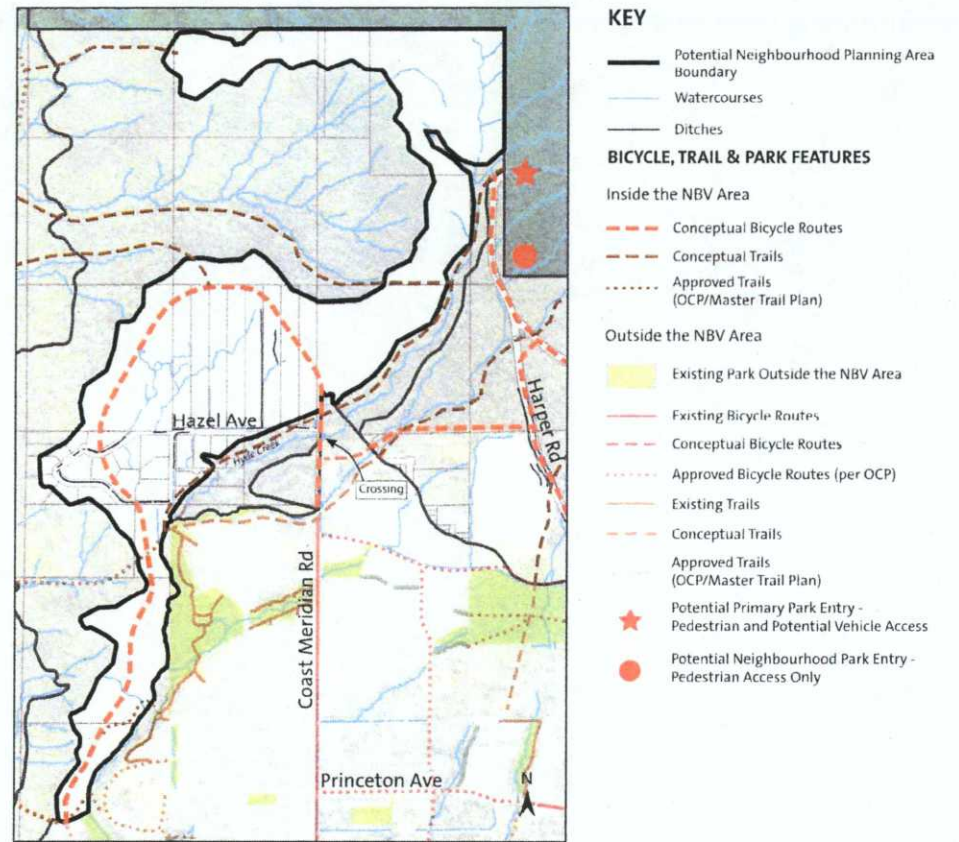 Hazel Ave
Hyde Creek
Crossing
Harper Rd
Coast Meridian Rd
Princeton Ave
N
KEY
Potential Neighbourhood Planning Area
Boundary
Watercourses
Ditches
BICYCLE, TRAIL & PARK FEATURES
Inside the NBV Area
Conceptual Bicycle Routes
Conceptual Trails
Approved Trails
(OCP/Master Trail Plan)
Outside the NBV Area
Existing Park Outside the NBV Area
Existing Bicycle Routes
Conceptual Bicycle Routes
Approved Bicycle Routes (per OCP)
Existing Trails
Conceptual Trails
Approved Trails
(OCP/Master Trail Plan)
Potential Primary Park Entry -
Pedestrian and Potential Vehicle Access
Potential Neighbourhood Park Entry -
Pedestrian Access Only